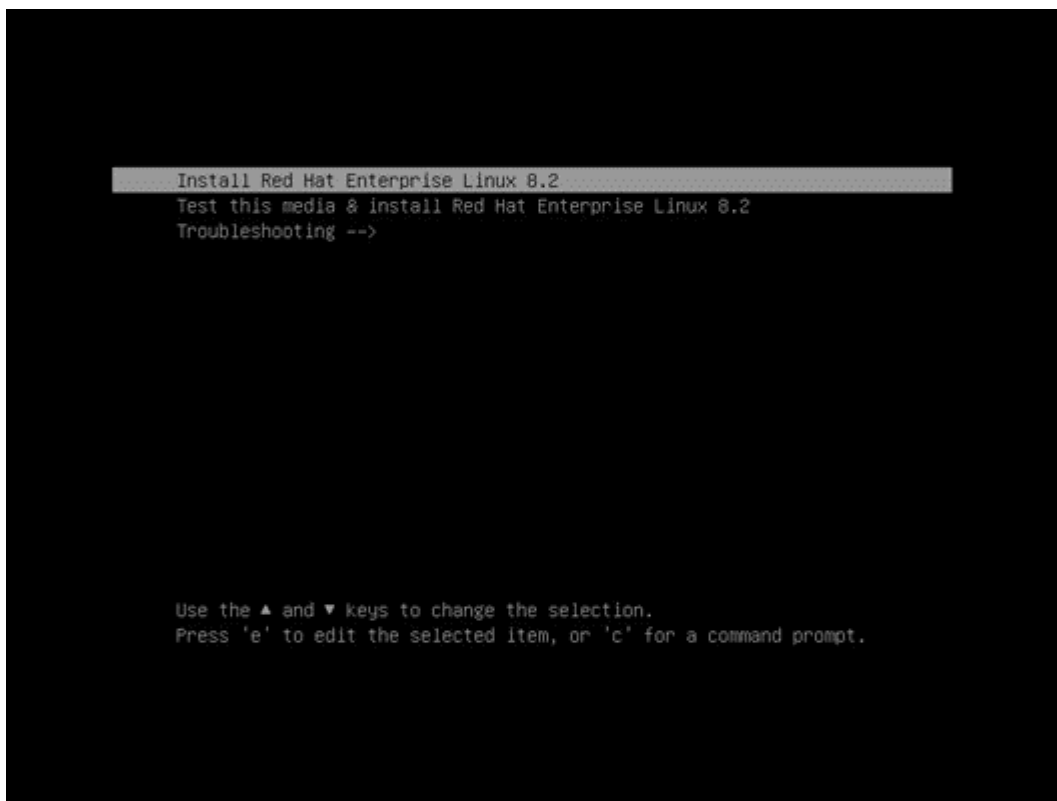 Install Red Hat Enterprise Linux 8.2
Test this media & install Red Hat Enterprise Linux 8.2
Troubleshooting -->
Use the ▲ and ▼ keys to change the selection.
Press 'e' to edit the selected item, or 'c' for a command prompt.